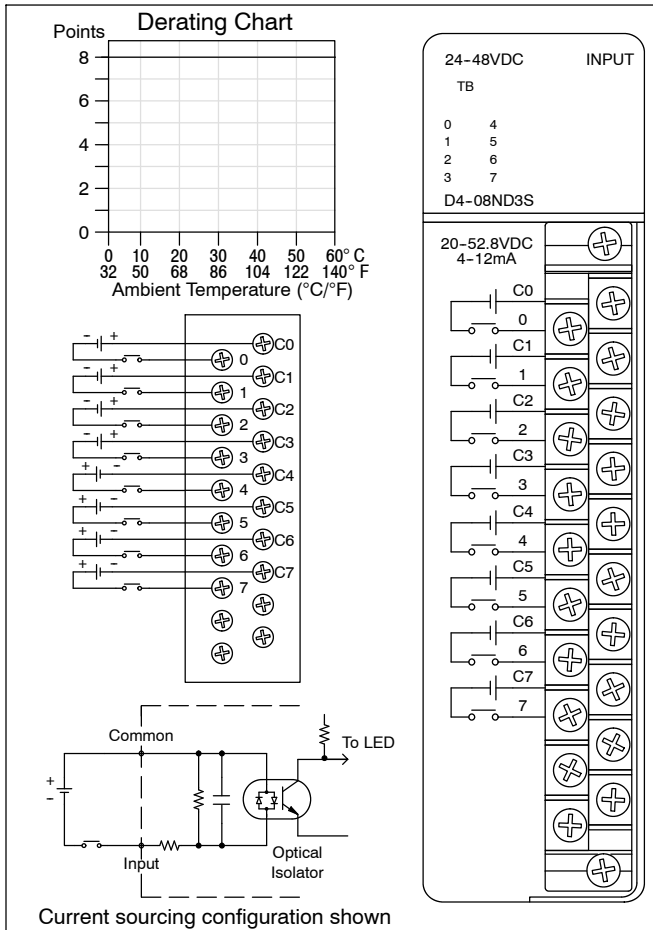 Derating Chart
Points
8
6
4
2
0
0 10 20 30 40 50 60°C
32 50 68 86 104 122 140°F
Ambient Temperature (°C/°F)
- +
C0
0
- +
C1
1
- +
C2
2
- +
C3
3
+ -
C4
4
+ -
C5
5
+ -
C6
6
+ -
C7
7
Common
To LED
+
-
Input
Optical
Isolator
Current sourcing configuration shown
24-48VDC INPUT
TB
0 4
1 5
2 6
3 7
D4-08ND3S
20-52.8VDC
4-12mA
C0
0
C1
1
C2
2
C3
3
C4
4
C5
5
C6
6
C7
7